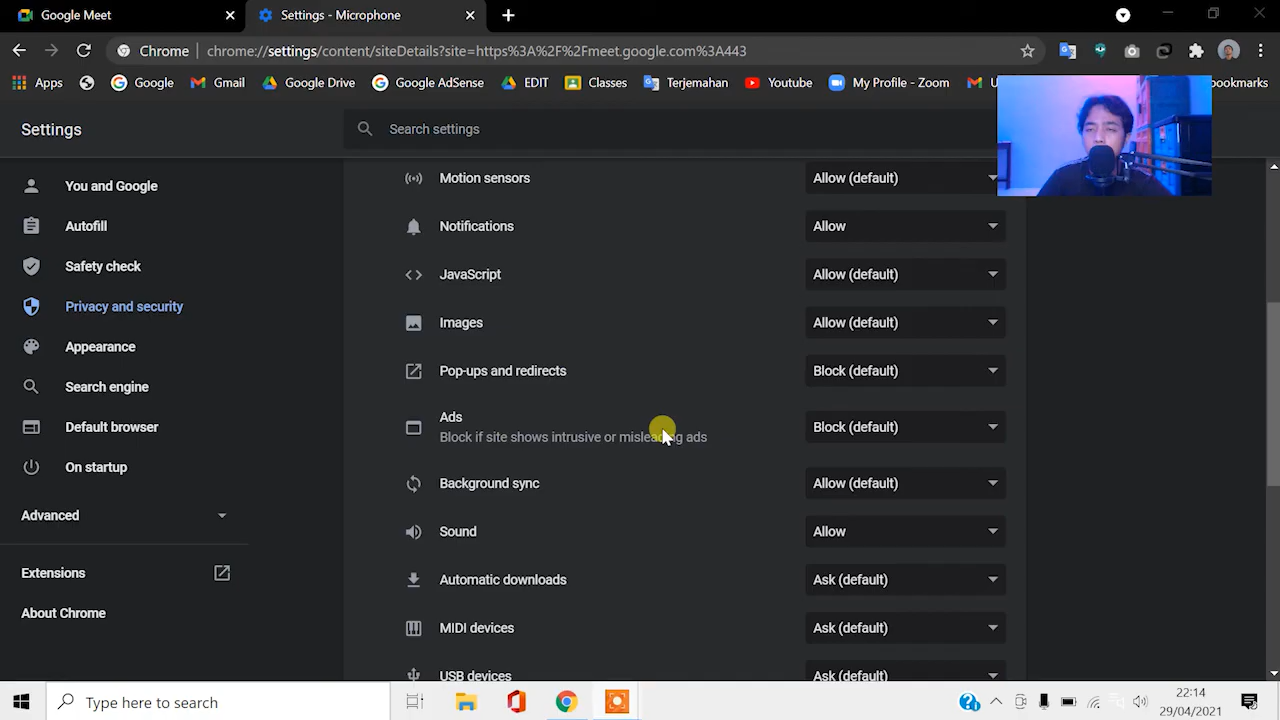 Google Meet
Settings - Microphone
Chrome chrome://settings/content/siteDetails?site=https%3A%2F%2Fmeet.google.com%3A443
Apps Google Gmail Google Drive Google AdSense EDIT Classes Terjemahan Youtube My Profile - Zoom U bookmarks
Settings
Search settings
You and Google
Autofill
Safety check
Privacy and security
Appearance
Search engine
Default browser
On startup
Advanced
Extensions
About Chrome
Motion sensors Allow (default)
Notifications Allow
JavaScript Allow (default)
Images Allow (default)
Pop-ups and redirects Block (default)
Ads
Block if site shows intrusive or misleading ads Block (default)
Background sync Allow (default)
Sound Allow
Automatic downloads Ask (default)
MIDI devices Ask (default)
USB devices Ask (default)
Type here to search
22:14
29/04/2021